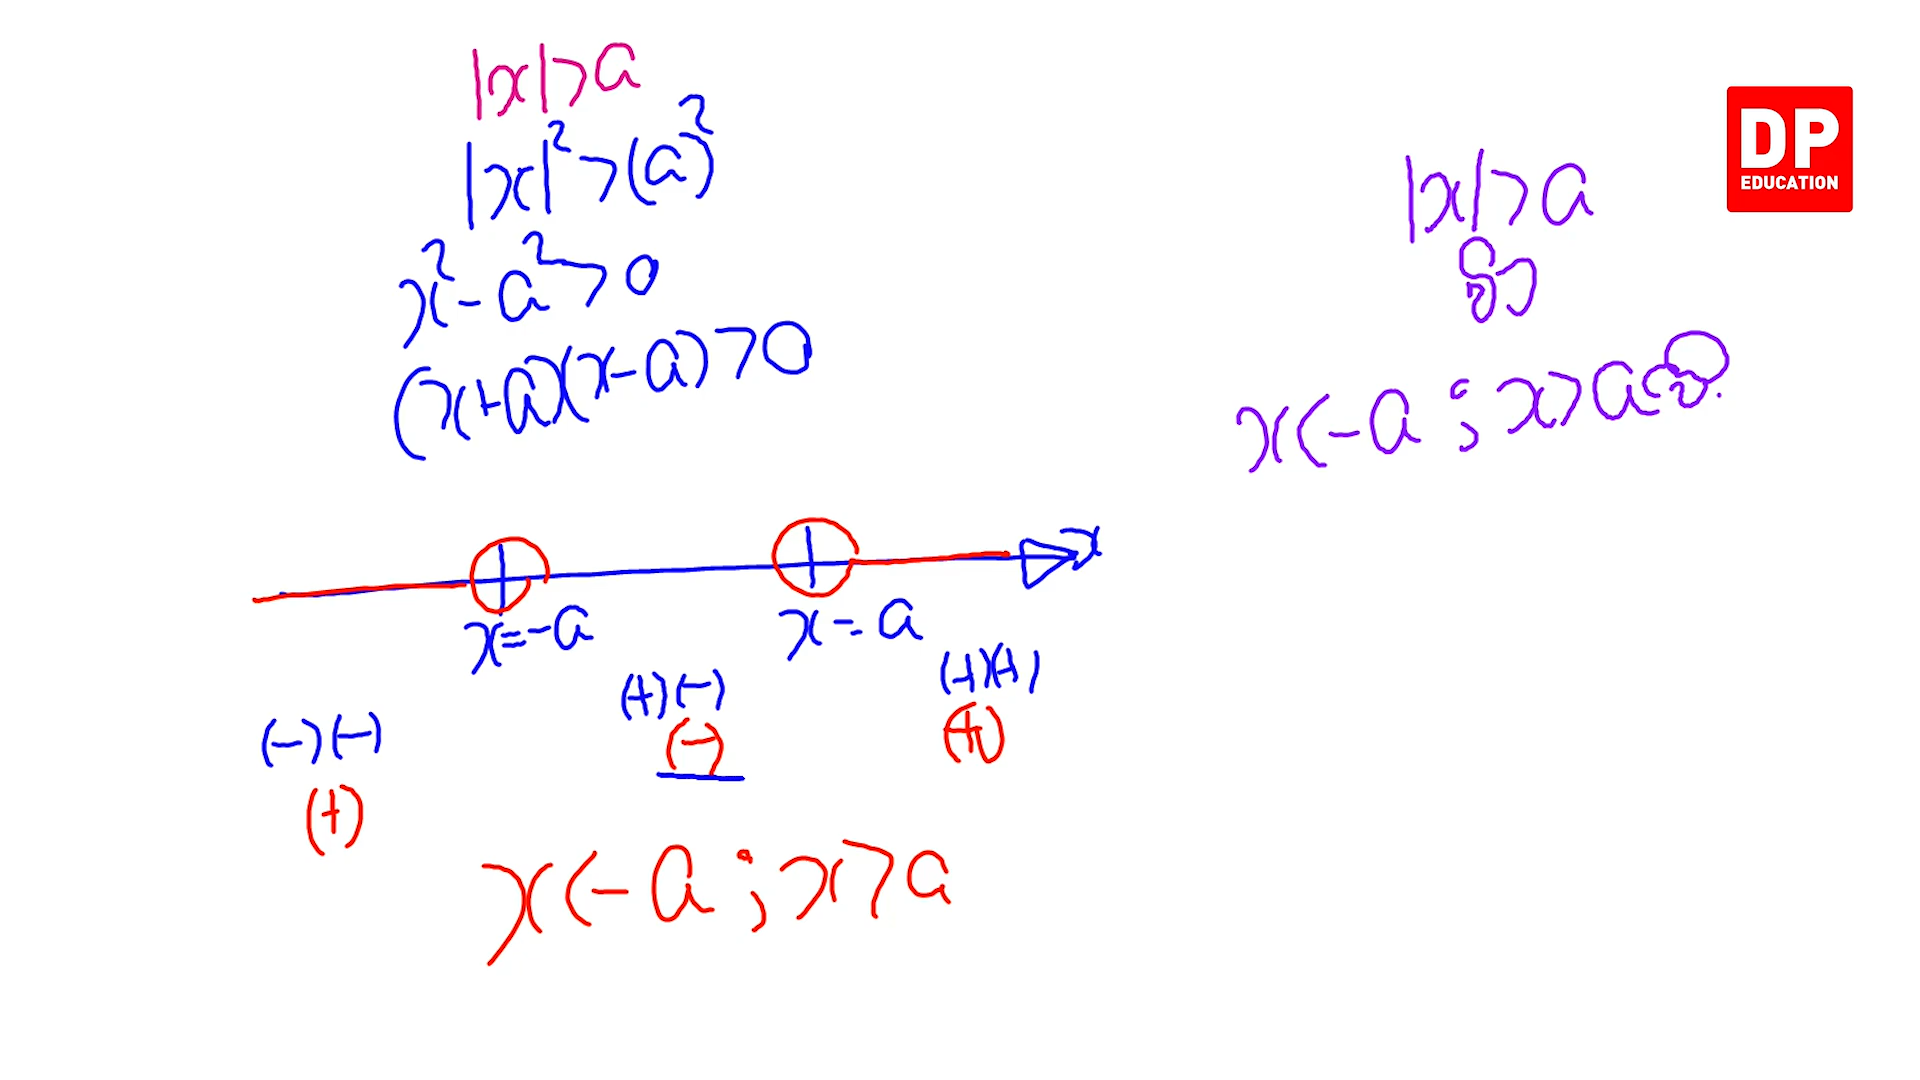 |x| > a
|x|² > (a)²
x² - a² > 0
(x+a)(x-a) > 0
x
x = -a
x = a
(-)(-)
(+)(-)
(+)(+)
(+)
(-)
(+)
x < -a ; x > a
|x| > a
නම්
x < -a ; x > a වේ.
DP
EDUCATION